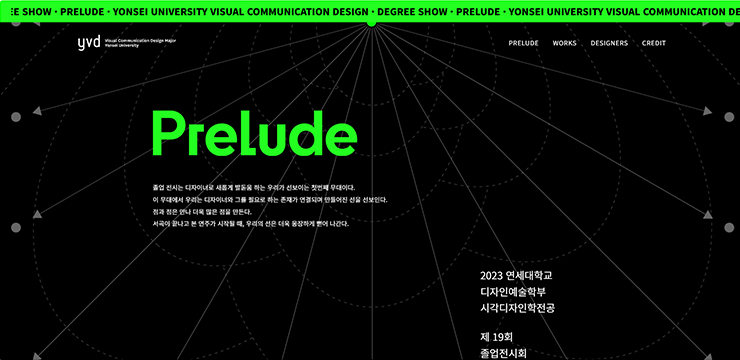 E SHOW · PRELUDE · YONSEI UNIVERSITY VISUAL COMMUNICATION DESIGN · DEGREE SHOW · PRELUDE · YONSEI UNIVERSITY VISUAL COMMUNICATION DE
yvd Visual Communication Design Major
Yonsei University
PRELUDE WORKS DESIGNERS CREDIT
Prelude
졸업 전시는 디자이너로 새롭게 발돋움 하는 우리가 선보이는 첫번째 무대이다.
이 무대에서 우리는 디자이너와 그를 필요로 하는 존재가 연결되며 만들어진 선을 선보인다.
점과 점은 만나 더욱 많은 점을 만든다.
서곡이 끝나고 본 연주가 시작될 때, 우리의 선은 더욱 웅장하게 뻗어 나간다.
2023 연세대학교
디자인예술학부
시각디자인학전공
제 19회
졸업전시회